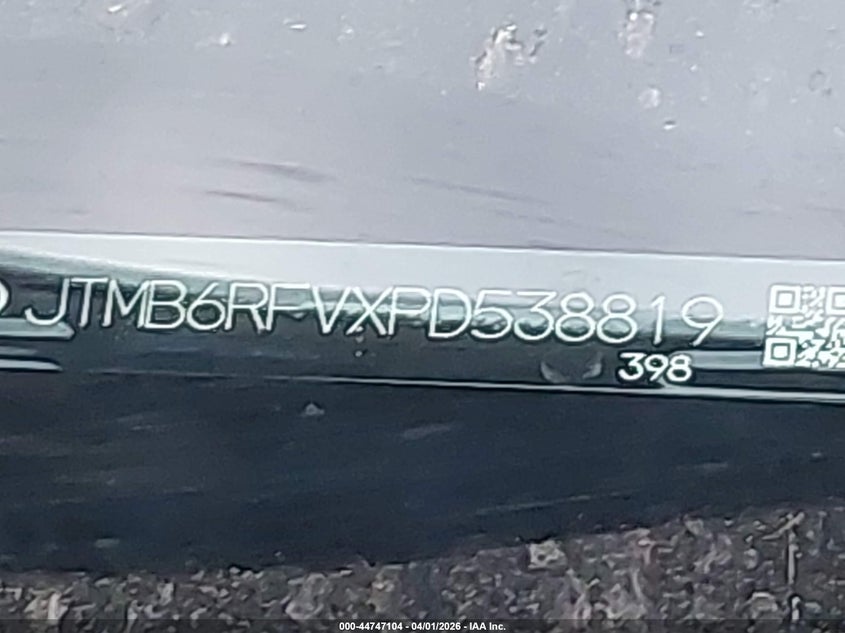 JTMB6RFVXPD538819
398
000-44747104 - 04/01/2026 - IAA Inc.